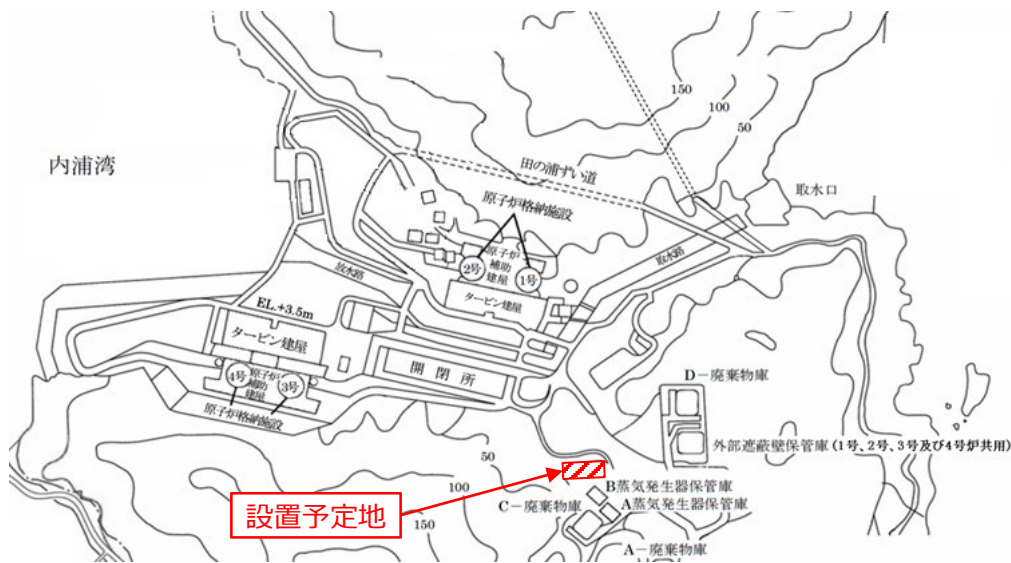 150
100
50
内浦湾
田の浦ずい道
取水口
原子炉格納施設
原子炉
補助
建屋
2号
1号
放水路
取水路
タービン建屋
EL.+3.5m
タービン建屋
開閉所
4号
原子炉
補助
建屋
3号
原子炉格納施設
D-廃棄物庫
外部遮蔽壁保管庫(1号、2号、3号及び4号炉共用)
50
100
150
設置予定地
B蒸気発生器保管庫
A蒸気発生器保管庫
C-廃棄物庫
A-廃棄物庫